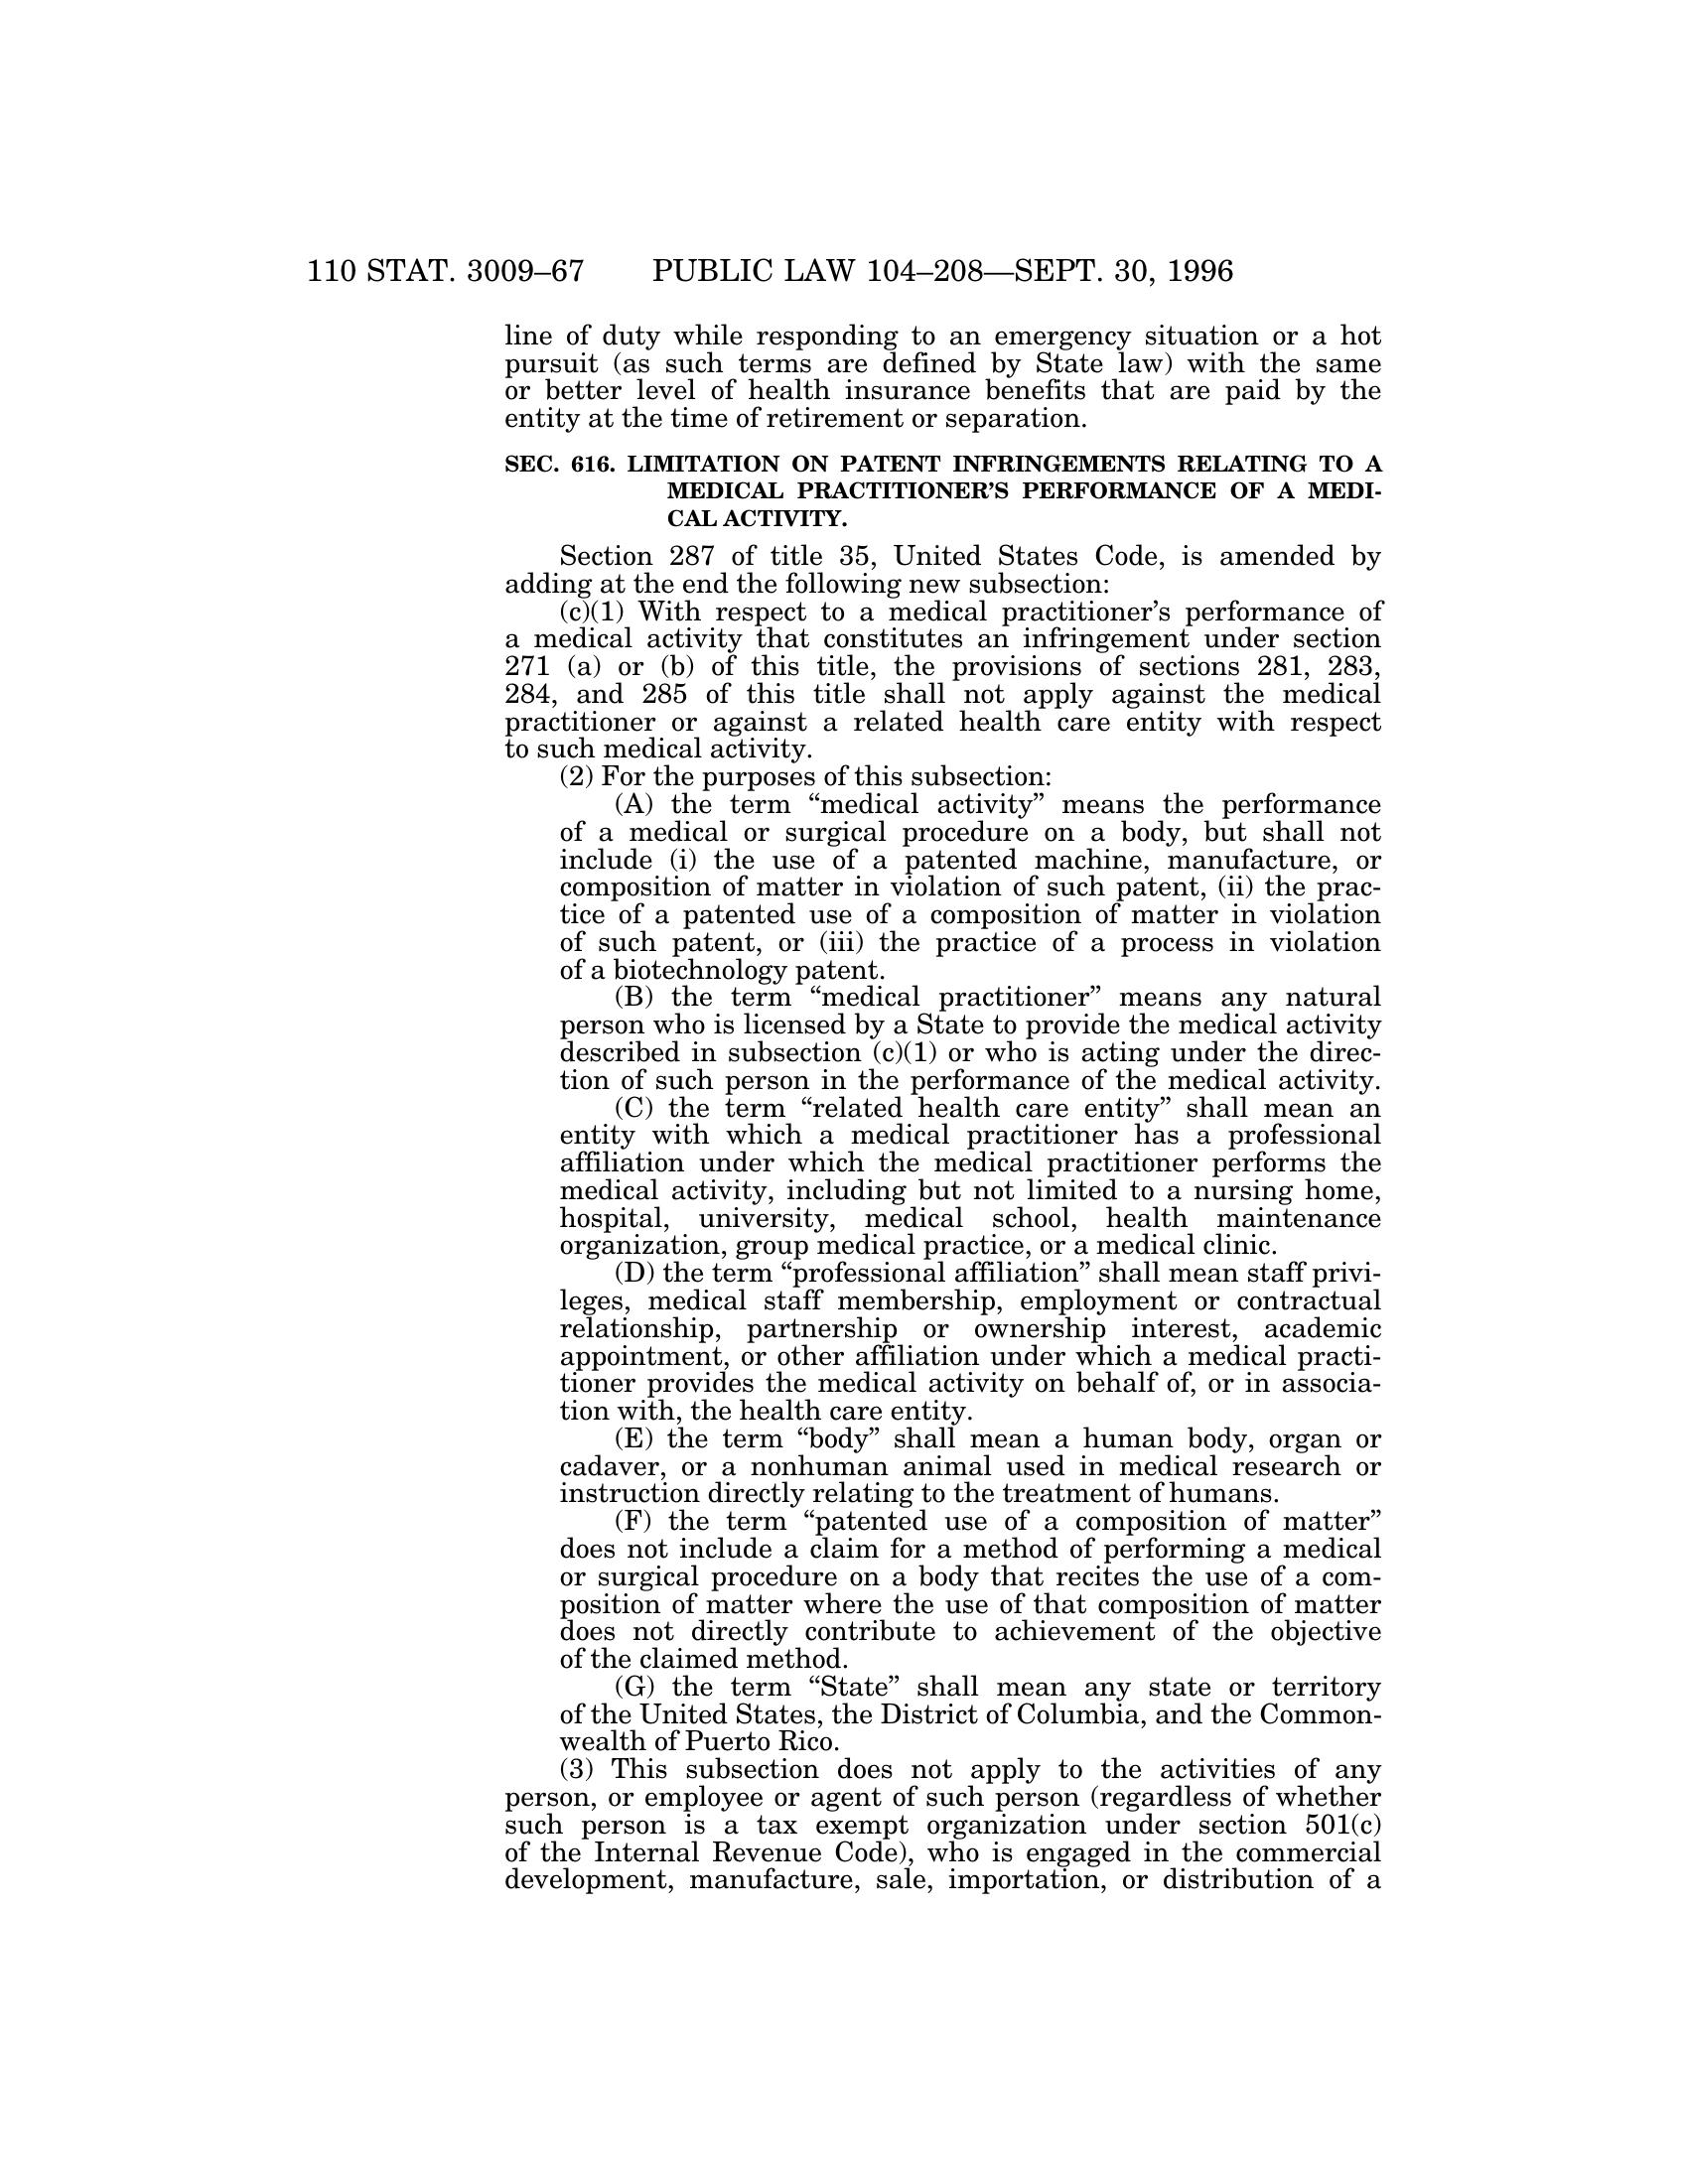 110 STAT. 3009–67 PUBLIC LAW 104–208—SEPT. 30, 1996
line of duty while responding to an emergency situation or a hot
pursuit (as such terms are defined by State law) with the same
or better level of health insurance benefits that are paid by the
entity at the time of retirement or separation.
SEC. 616. LIMITATION ON PATENT INFRINGEMENTS RELATING TO A
MEDICAL PRACTITIONER’S PERFORMANCE OF A MEDI-
CAL ACTIVITY.
Section 287 of title 35, United States Code, is amended by
adding at the end the following new subsection:
(c)(1) With respect to a medical practitioner’s performance of
a medical activity that constitutes an infringement under section
271 (a) or (b) of this title, the provisions of sections 281, 283,
284, and 285 of this title shall not apply against the medical
practitioner or against a related health care entity with respect
to such medical activity.
(2) For the purposes of this subsection:
(A) the term “medical activity” means the performance
of a medical or surgical procedure on a body, but shall not
include (i) the use of a patented machine, manufacture, or
composition of matter in violation of such patent, (ii) the prac-
tice of a patented use of a composition of matter in violation
of such patent, or (iii) the practice of a process in violation
of a biotechnology patent.
(B) the term “medical practitioner” means any natural
person who is licensed by a State to provide the medical activity
described in subsection (c)(1) or who is acting under the direc-
tion of such person in the performance of the medical activity.
(C) the term “related health care entity” shall mean an
entity with which a medical practitioner has a professional
affiliation under which the medical practitioner performs the
medical activity, including but not limited to a nursing home,
hospital, university, medical school, health maintenance
organization, group medical practice, or a medical clinic.
(D) the term “professional affiliation” shall mean staff privi-
leges, medical staff membership, employment or contractual
relationship, partnership or ownership interest, academic
appointment, or other affiliation under which a medical practi-
tioner provides the medical activity on behalf of, or in associa-
tion with, the health care entity.
(E) the term “body” shall mean a human body, organ or
cadaver, or a nonhuman animal used in medical research or
instruction directly relating to the treatment of humans.
(F) the term “patented use of a composition of matter”
does not include a claim for a method of performing a medical
or surgical procedure on a body that recites the use of a com-
position of matter where the use of that composition of matter
does not directly contribute to achievement of the objective
of the claimed method.
(G) the term “State” shall mean any state or territory
of the United States, the District of Columbia, and the Common-
wealth of Puerto Rico.
(3) This subsection does not apply to the activities of any
person, or employee or agent of such person (regardless of whether
such person is a tax exempt organization under section 501(c)
of the Internal Revenue Code), who is engaged in the commercial
development, manufacture, sale, importation, or distribution of a